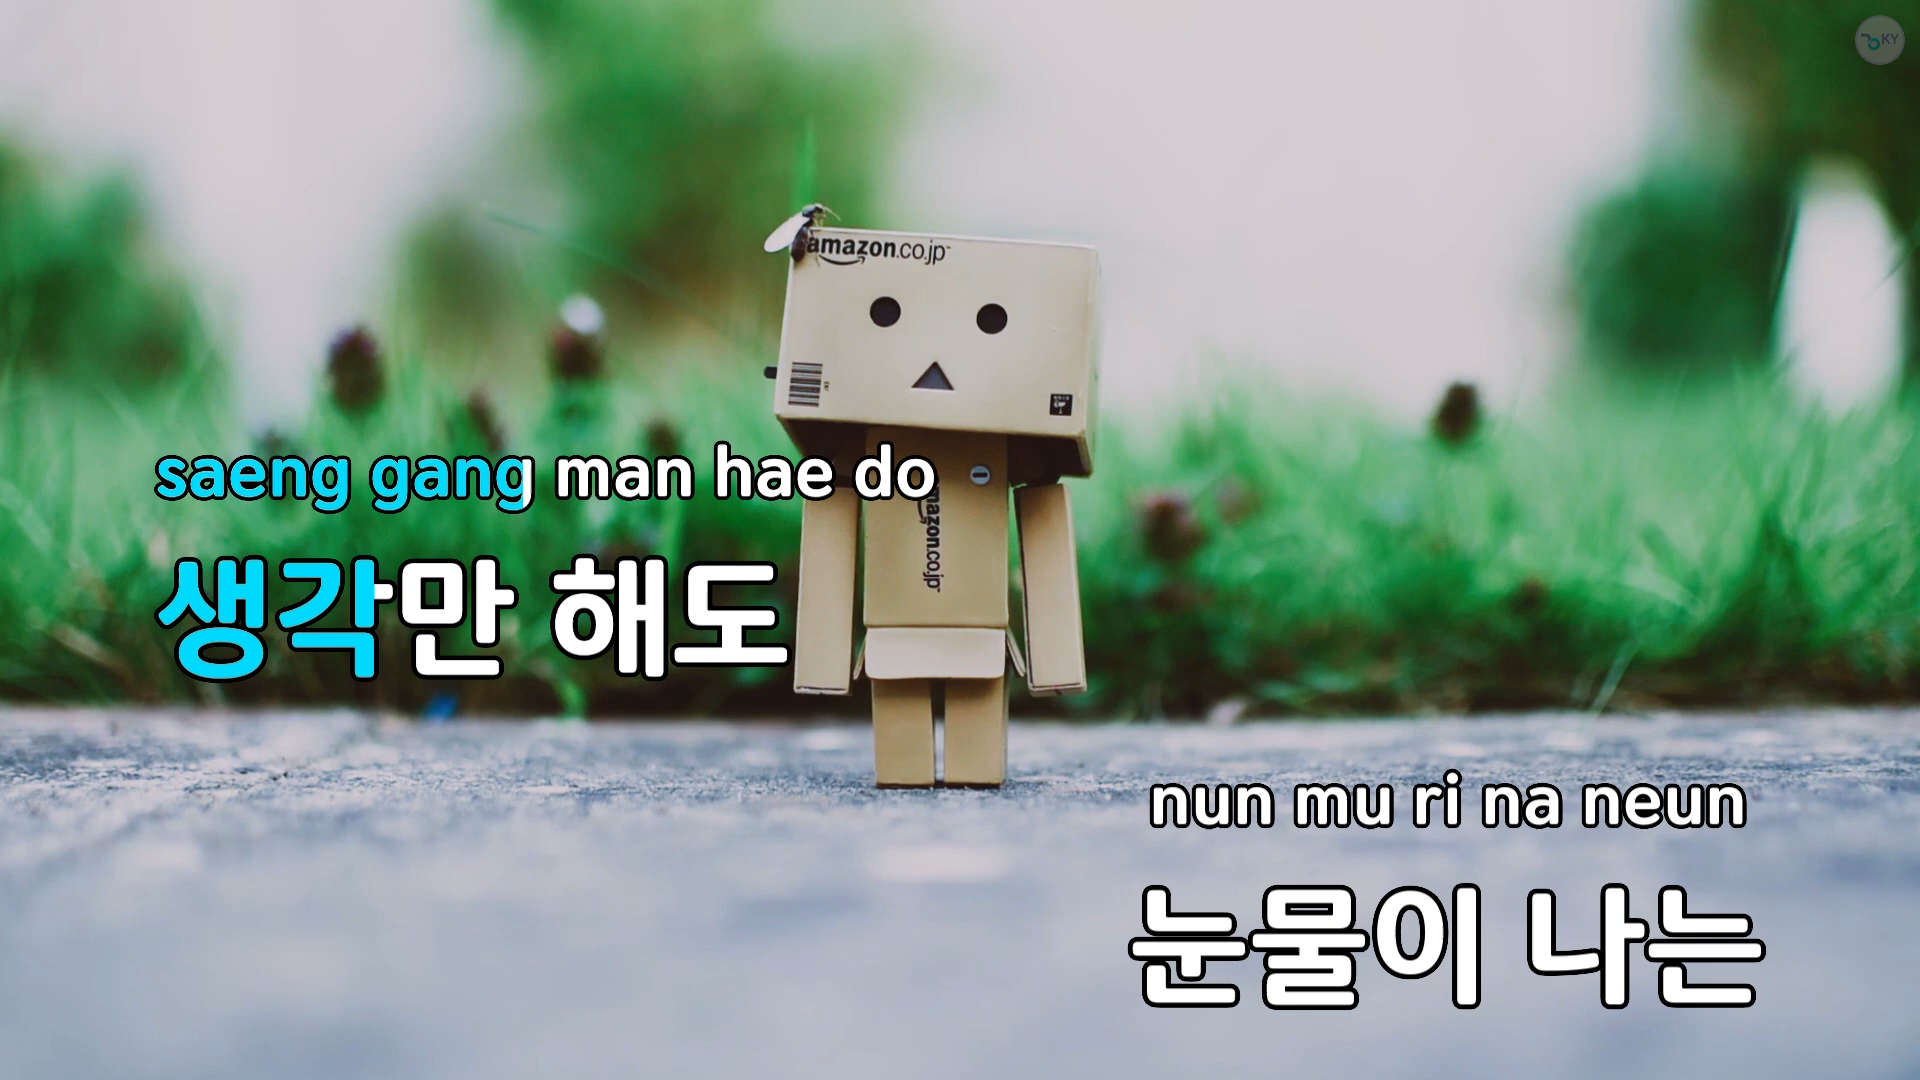 KY
amazon.co.jp
saeng gang man hae do
생각만 해도
amazon.co.jp
nun mu ri na neun
눈물이 나는